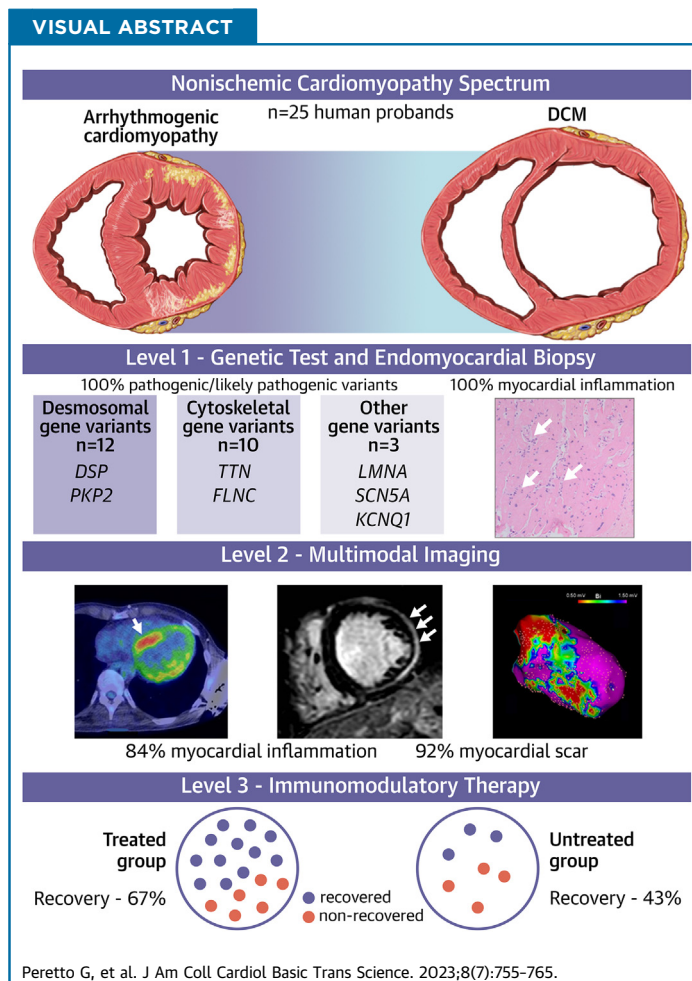 VISUAL ABSTRACT
Nonischemic Cardiomyopathy Spectrum
n=25 human probands
Arrhythmogenic
cardiomyopathy
DCM
Level 1 - Genetic Test and Endomyocardial Biopsy
100% pathogenic/likely pathogenic variants
100% myocardial inflammation
Desmosomal
gene variants
n=12
DSP
PKP2
Cytoskeletal
gene variants
n=10
TTN
FLNC
Other
gene variants
n=3
LMNA
SCN5A
KCNQ1
Level 2 - Multimodal Imaging
0.50 mV Bi 1.50 mV
84% myocardial inflammation
92% myocardial scar
Level 3 - Immunomodulatory Therapy
Treated
group
Recovery - 67%
recovered
non-recovered
Untreated
group
Recovery - 43%
Peretto G, et al. J Am Coll Cardiol Basic Trans Science. 2023;8(7):755-765.